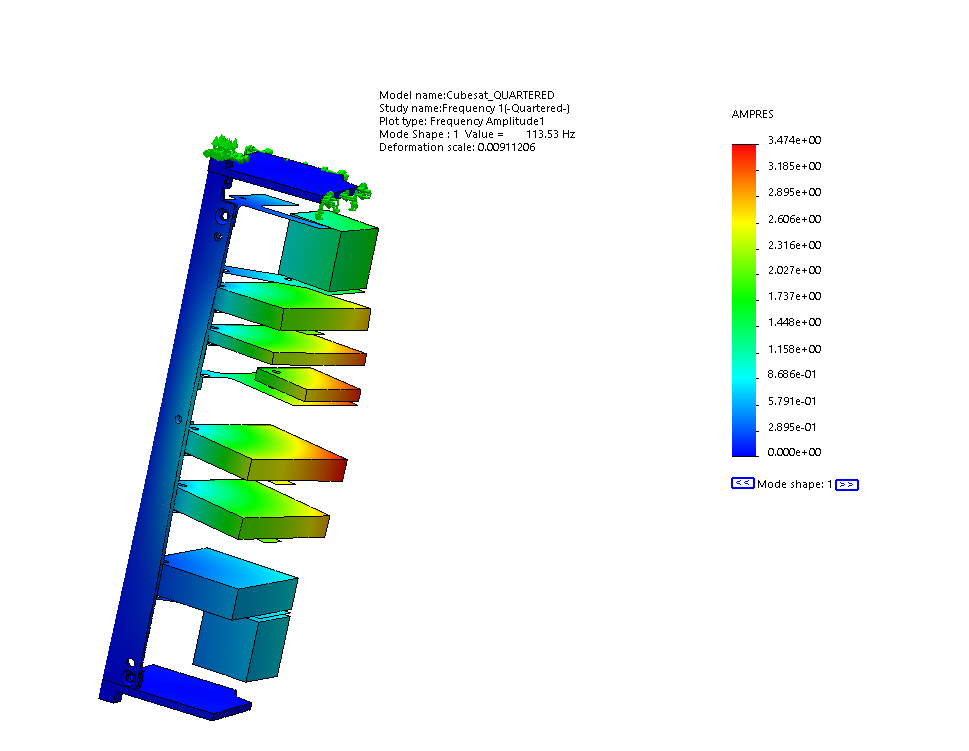 Model name:Cubesat_QUARTERED
Study name:Frequency 1(-Quartered-)
Plot type: Frequency Amplitude1
Mode Shape : 1 Value = 113.53 Hz
Deformation scale: 0.00911206
AMPRES
3.474e+00
3.185e+00
2.895e+00
2.606e+00
2.316e+00
2.027e+00
1.737e+00
1.448e+00
1.158e+00
8.686e-01
5.791e-01
2.895e-01
0.000e+00
<< Mode shape: 1 >>